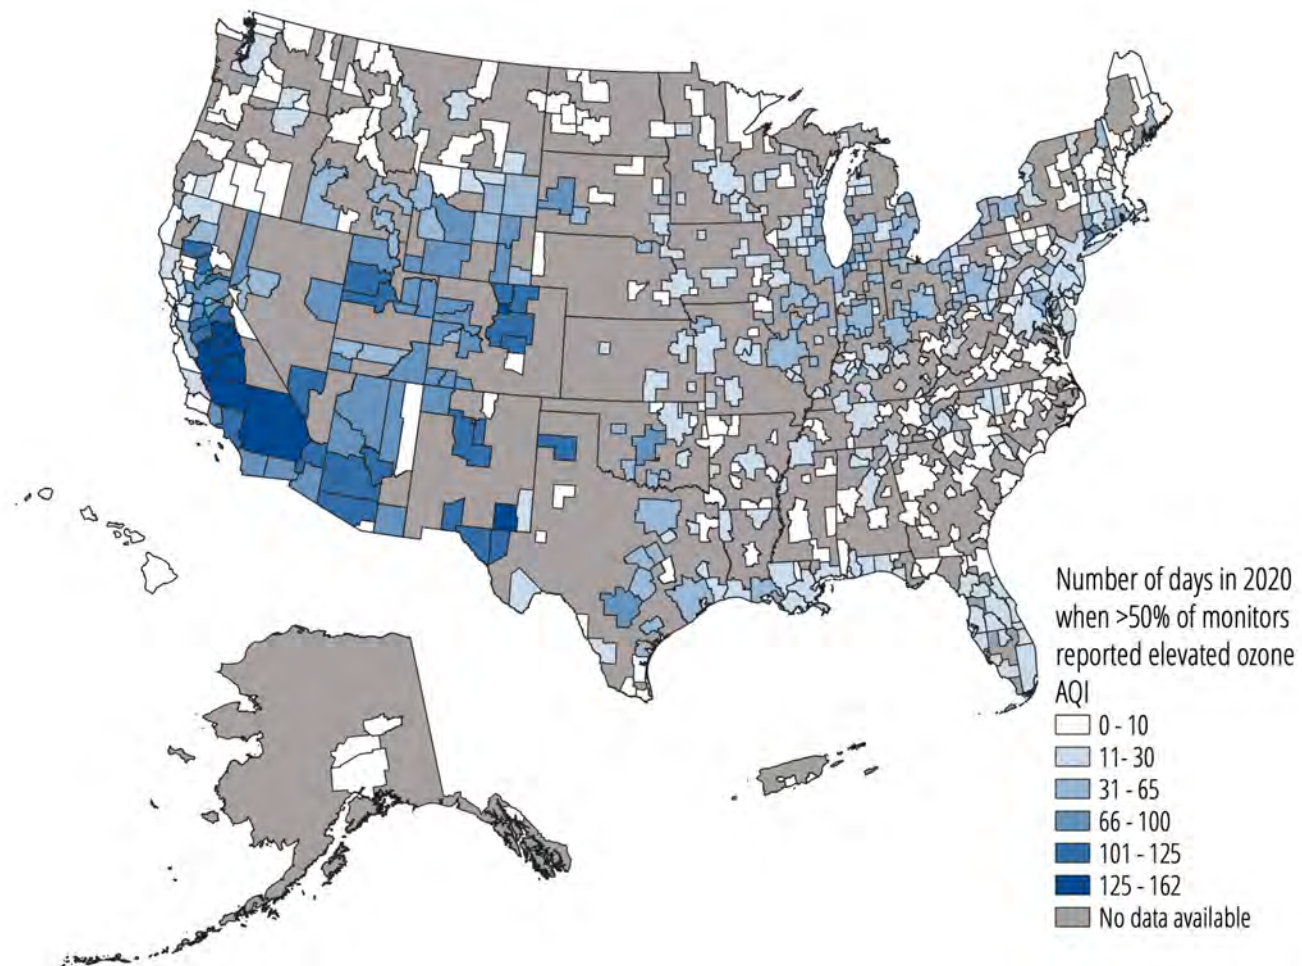 Number of days in 2020
when >50% of monitors
reported elevated ozone
AQI
0 - 10
11- 30
31 - 65
66 - 100
101 - 125
125 - 162
No data available